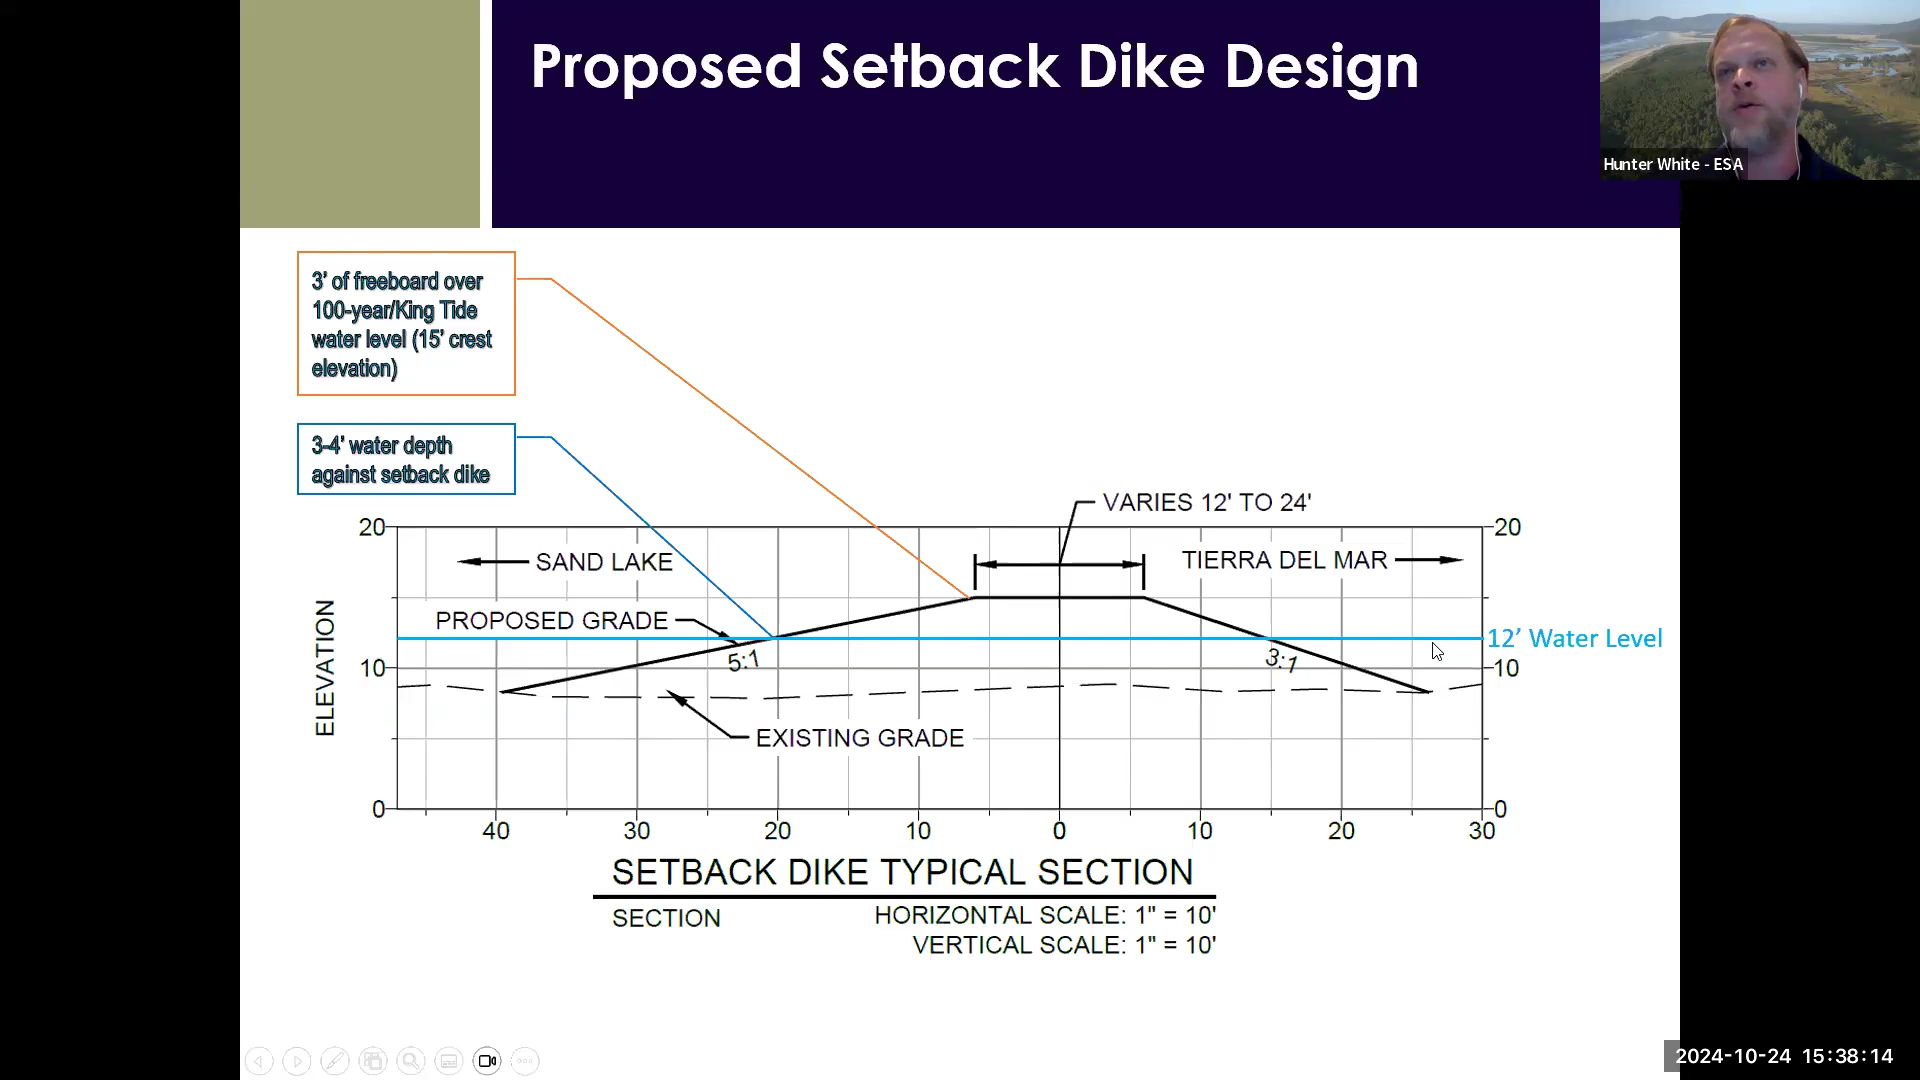 Proposed Setback Dike Design
Hunter White - ESA
3' of freeboard over
100-year/King Tide
water level (15' crest
elevation)
3-4' water depth
against setback dike
VARIES 12' TO 24'
20
20
SAND LAKE
TIERRA DEL MAR
PROPOSED GRADE
12' Water Level
5:1
3:1
10
10
ELEVATION
EXISTING GRADE
0
0
40
30
20
10
0
10
20
30
SETBACK DIKE TYPICAL SECTION
SECTION
HORIZONTAL SCALE: 1" = 10'
VERTICAL SCALE: 1" = 10'
2024-10-24 15:38:14